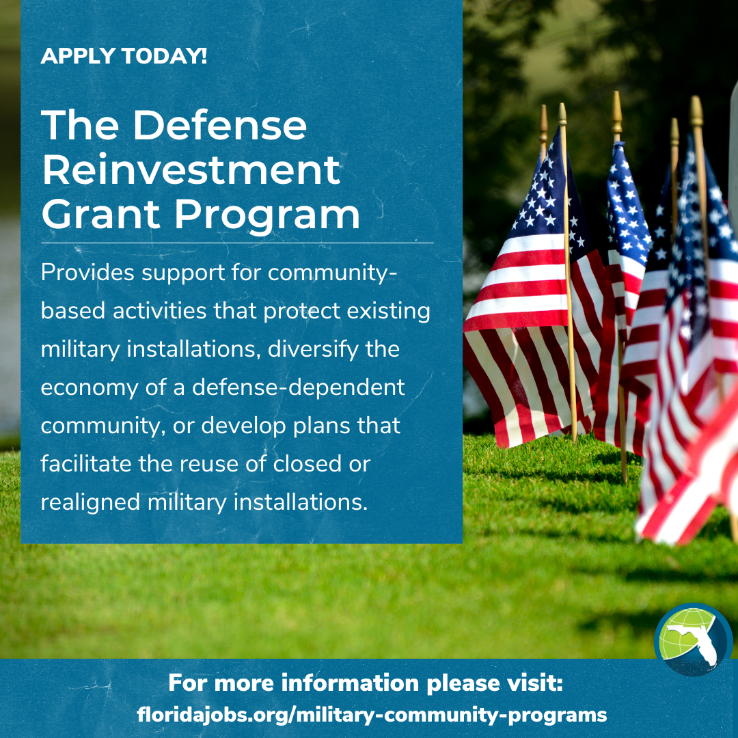 APPLY TODAY!
The Defense
Reinvestment
Grant Program
Provides support for community-
based activities that protect existing
military installations, diversify the
economy of a defense-dependent
community, or develop plans that
facilitate the reuse of closed or
realigned military installations.
For more information please visit:
floridajobs.org/military-community-programs